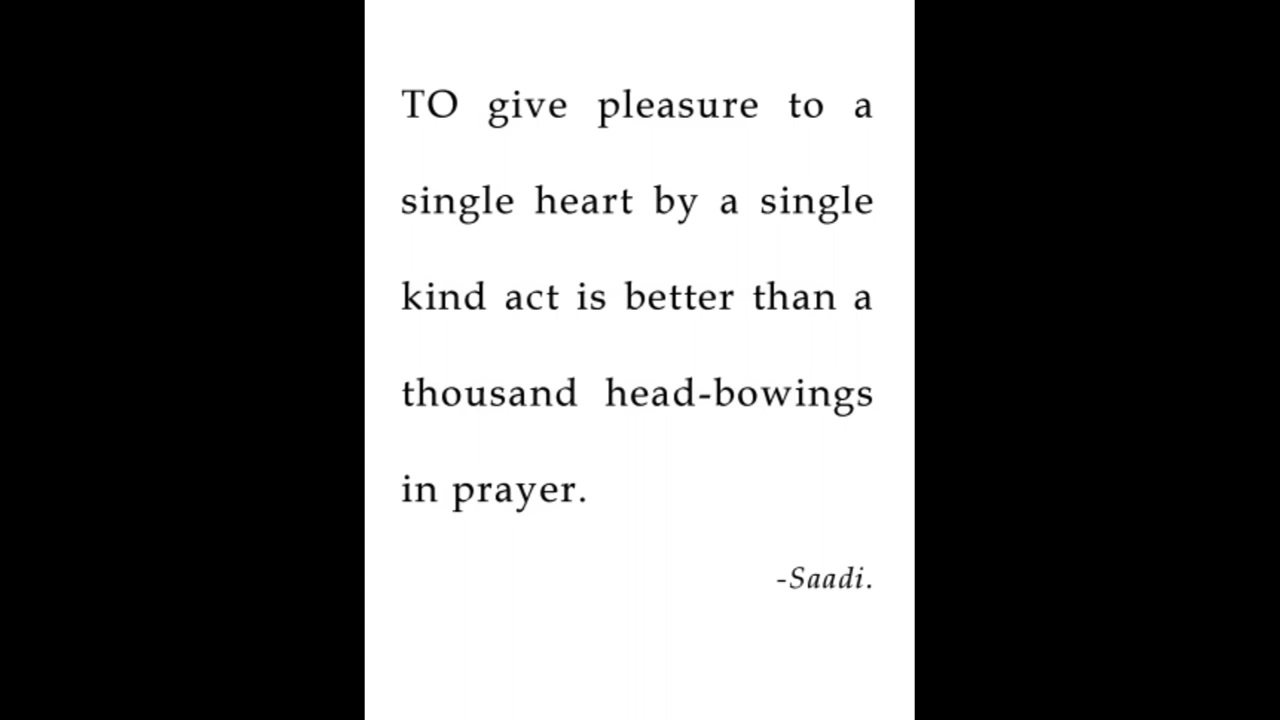 TO give pleasure to a
single heart by a single
kind act is better than a
thousand head-bowings
in prayer.
-Saadi.